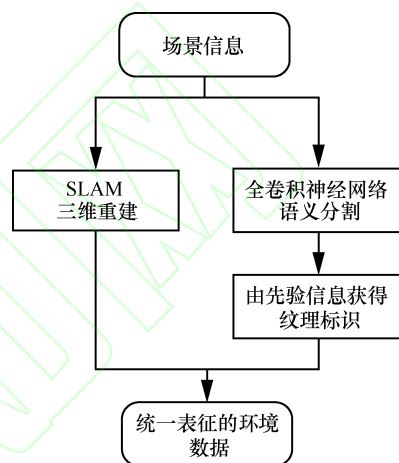 场景信息
SLAM
三维重建
全卷积神经网络
语义分割
由先验信息获得
纹理标识
统一表征的环境
数据